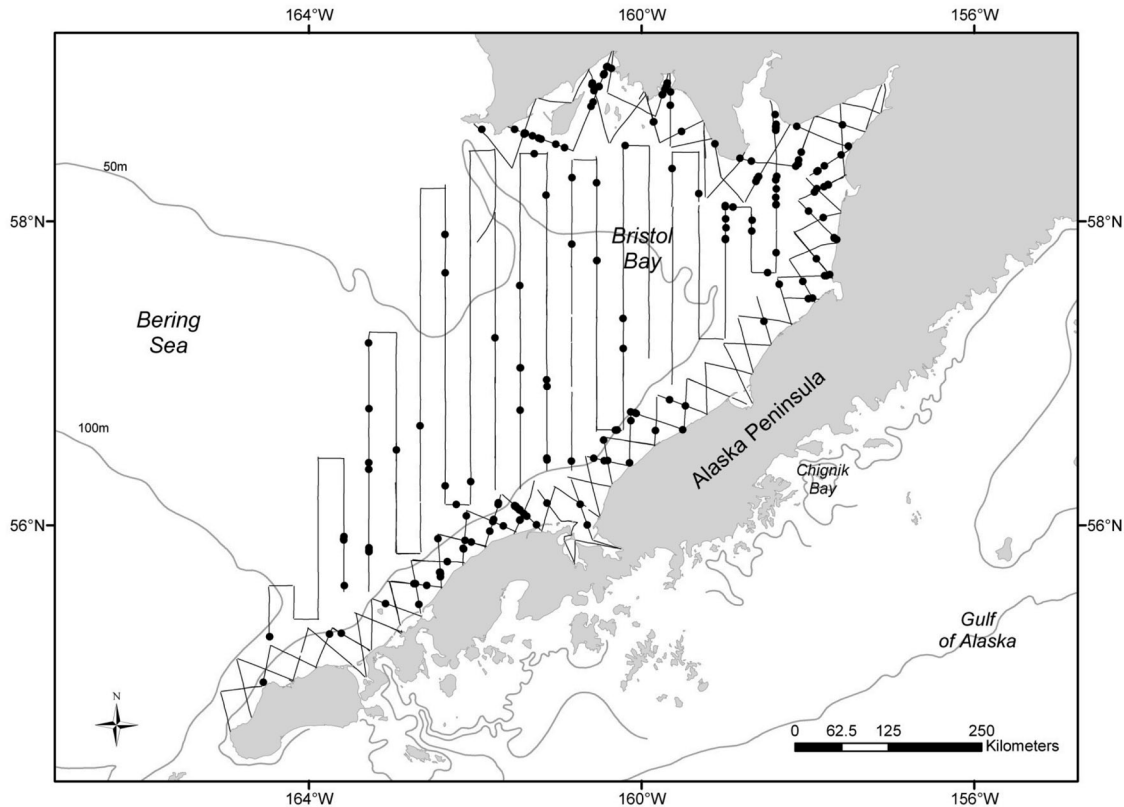 164°W 160°W 156°W
50m
58°N 58°N
Bristol
Bay
Bering
Sea
Alaska Peninsula
100m
Chignik
Bay
56°N 56°N
Gulf
of Alaska
N
0 62.5 125 250
Kilometers
164°W 160°W 156°W